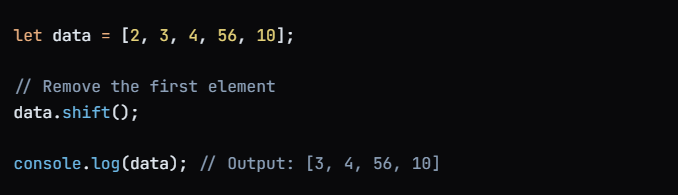 let data = [2, 3, 4, 56, 10];
// Remove the first element
data.shift();
console.log(data); // Output: [3, 4, 56, 10]